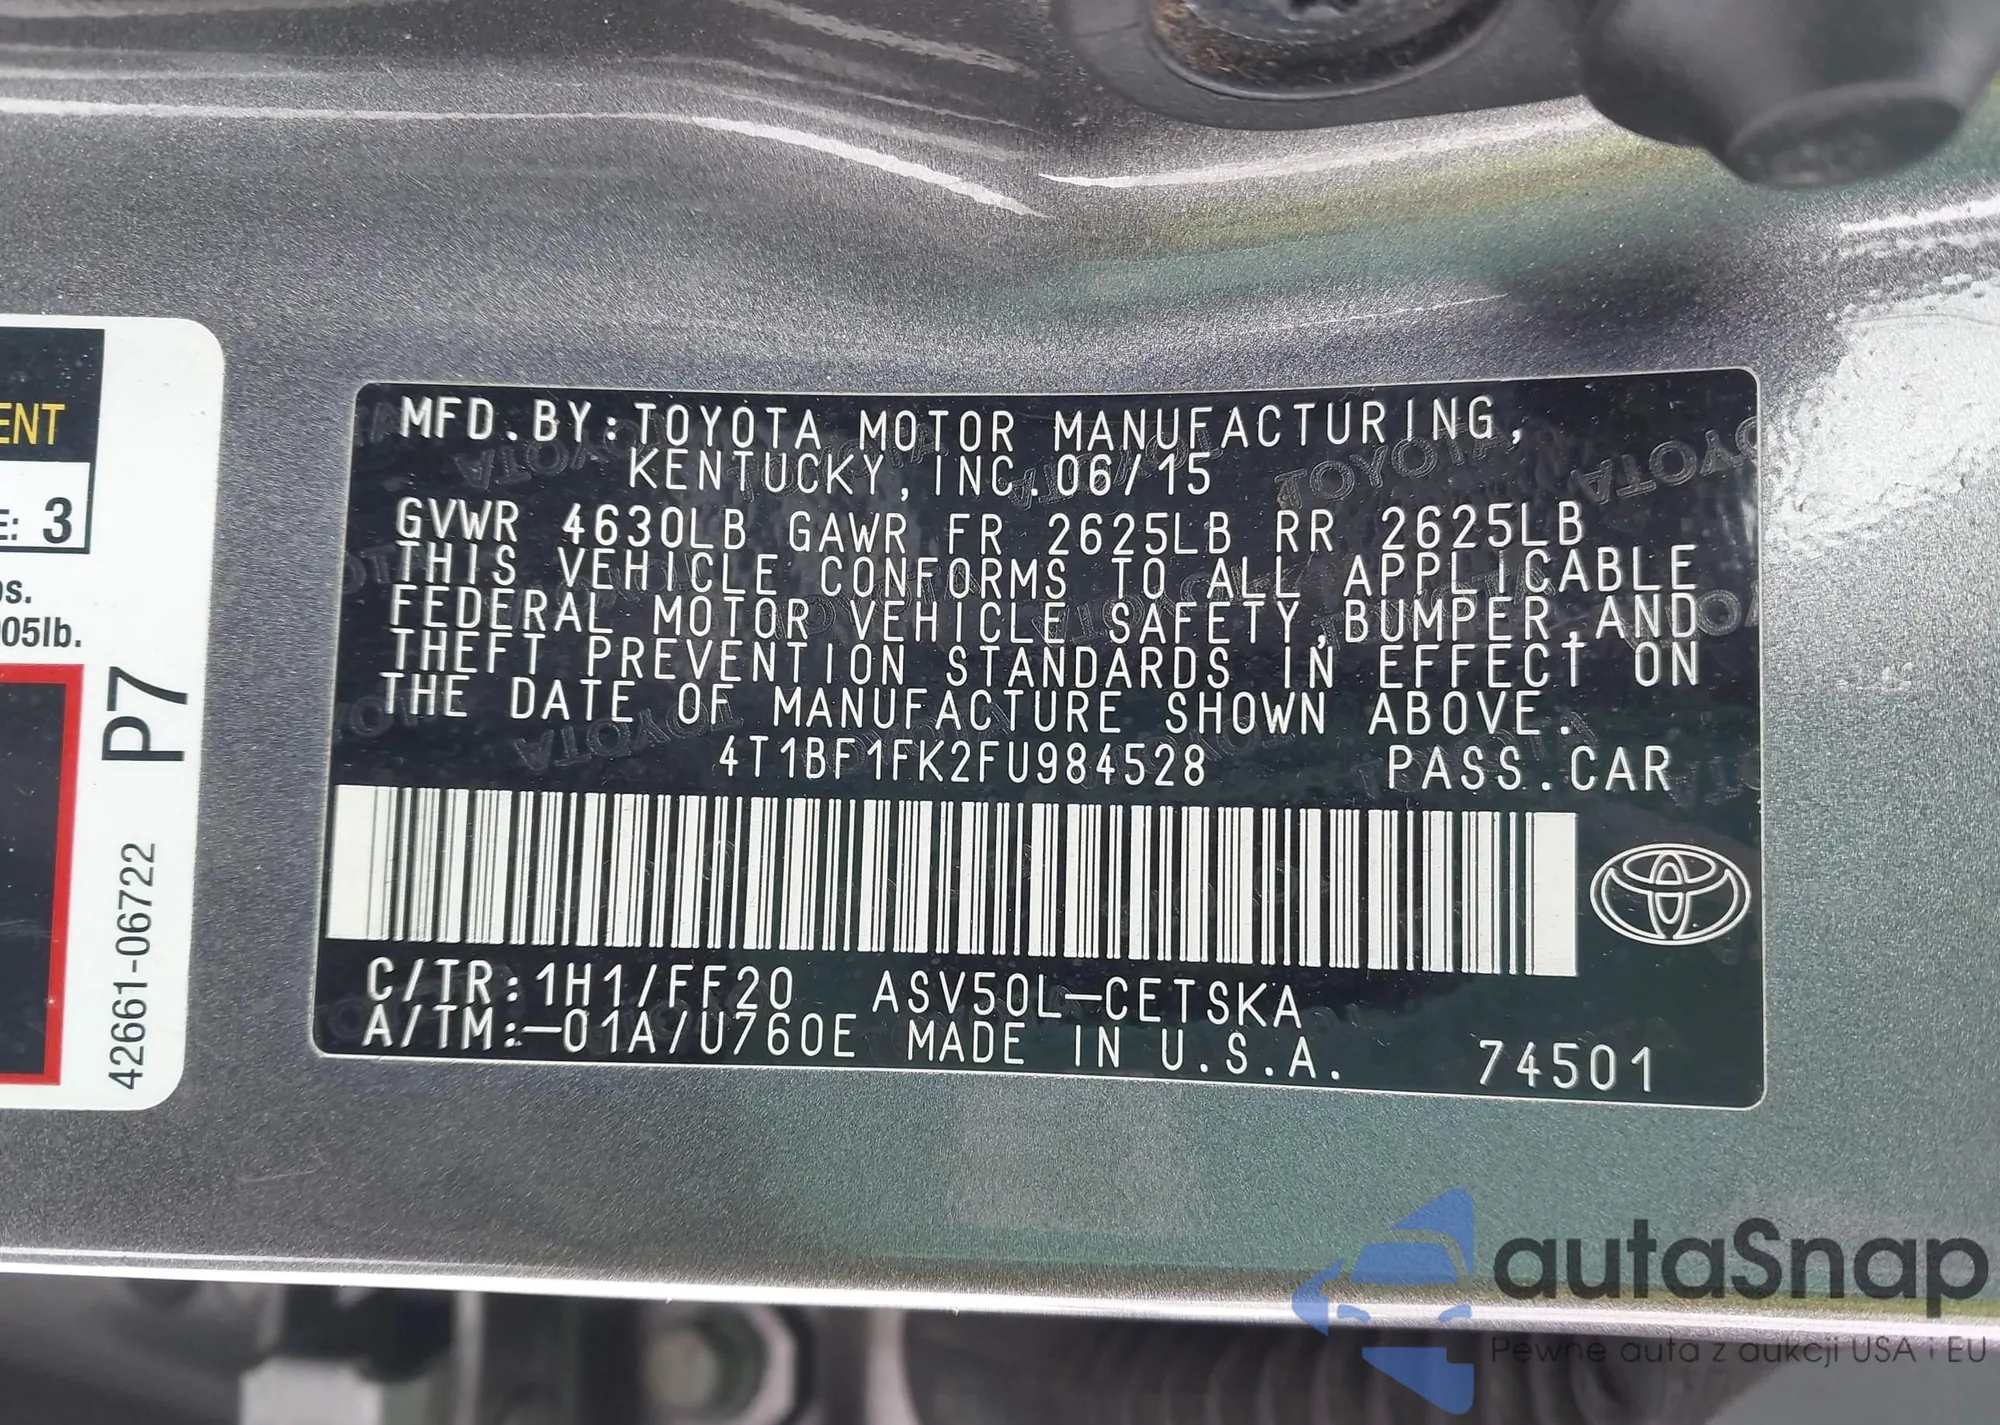 ENT
E: 3
os.
005lb.
P7
42661-06722
MFD. BY: TOYOTA MOTOR MANUFACTURING,
KENTUCKY, INC. 06/15
GVWR 4630LB GAWR FR 2625LB RR 2625LB
THIS VEHICLE CONFORMS TO ALL APPLICABLE
FEDERAL MOTOR VEHICLE SAFETY, BUMPER, AND
THEFT PREVENTION STANDARDS IN EFFECT ON
THE DATE OF MANUFACTURE SHOWN ABOVE.
4T1BF1FK2FU984528 PASS. CAR
C/TR: 1H1/FF20 ASV50L-CETSKA
A/TM: -01A/U760E MADE IN U.S.A. 74501
autaSnap
Pewne auta z aukcji USA i EU